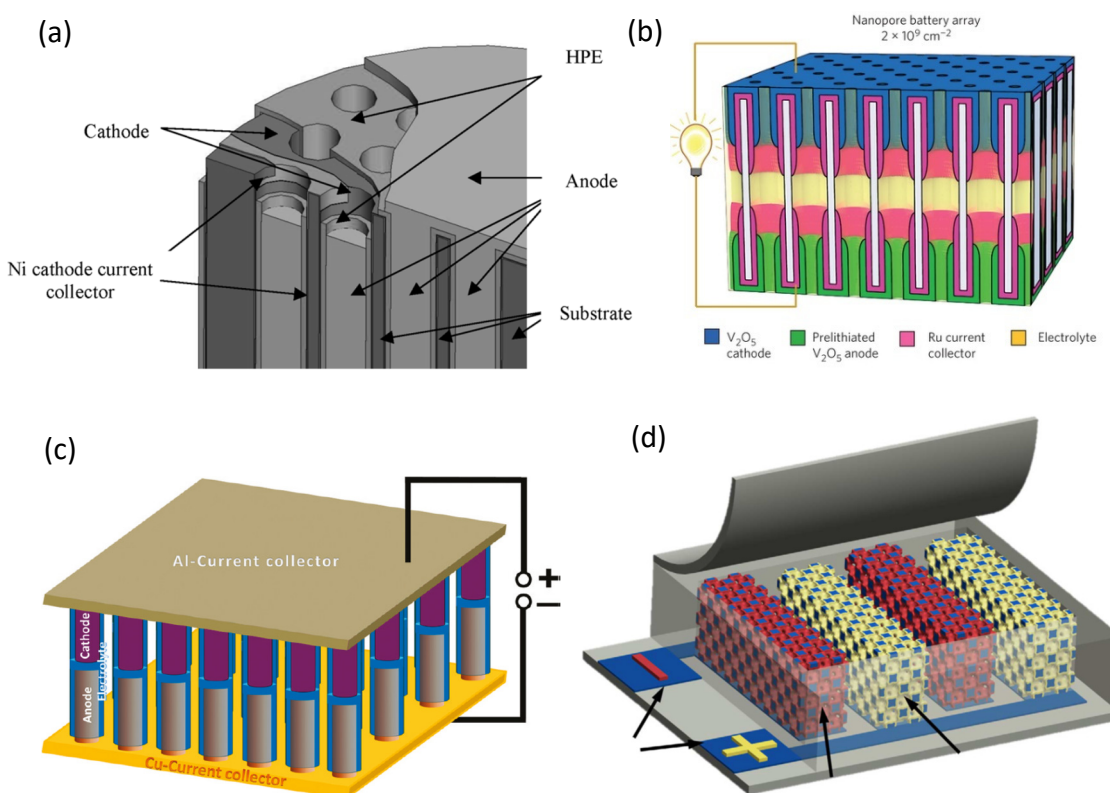 (a)
HPE
Cathode
Anode
Ni cathode current
collector
Substrate
(b)
Nanopore battery array
2 × 10⁹ cm⁻²
V₂O₅
cathode
Prelithiated
V₂O₅ anode
Ru current
collector
Electrolyte
(c)
Al-Current collector
+
−
Cathode
Electrolyte
Anode
Cu-Current collector
(d)
−
+